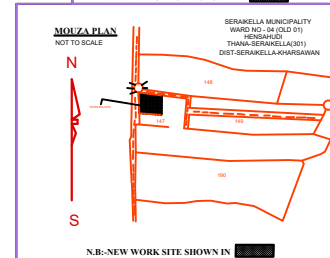 MOUZA PLAN
NOT TO SCALE
SERAIKELLA MUNICIPALITY
WARD NO - 04 (OLD 01)
HENSAHUDI
THANA-SERAIKELLA(301)
DIST-SERAIKELLA-KHARSAWAN
N
148
147
149
190
S
N.B:-NEW WORK SITE SHOWN IN